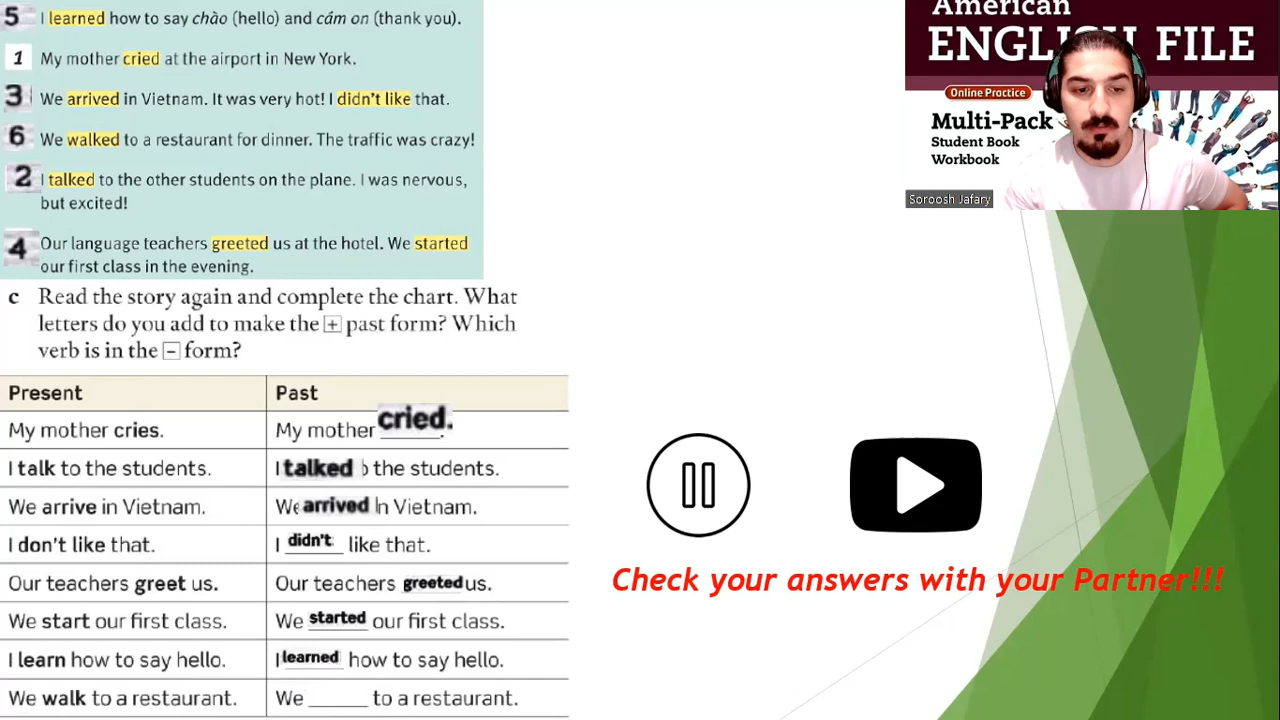 5 I learned how to say chào (hello) and cám on (thank you).
1 My mother cried at the airport in New York.
3 We arrived in Vietnam. It was very hot! I didn't like that.
6 We walked to a restaurant for dinner. The traffic was crazy!
2 I talked to the other students on the plane. I was nervous,
but excited!
4 Our language teachers greeted us at the hotel. We started
our first class in the evening.
c Read the story again and complete the chart. What
letters do you add to make the + past form? Which
verb is in the – form?
Present Past
My mother cries. My mother cried.
I talk to the students. I talked the students.
We arrive in Vietnam. We arrived in Vietnam.
I don't like that. I didn't like that.
Our teachers greet us. Our teachers greeted us.
We start our first class. We started our first class.
I learn how to say hello. I learned how to say hello.
We walk to a restaurant. We ______ to a restaurant.
American
ENGLISH FILE
Online Practice
Multi-Pack
Student Book
Workbook
Soroosh Jafary
Check your answers with your Partner!!!